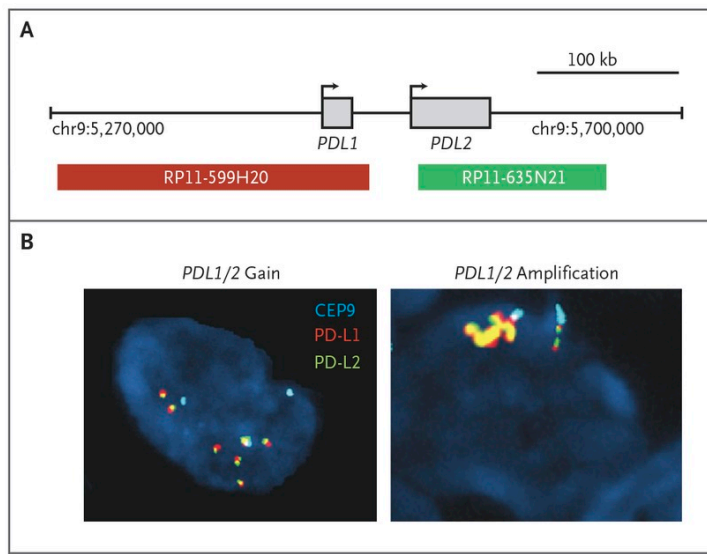 A
100 kb
chr9:5,270,000
chr9:5,700,000
PDL1
PDL2
RP11-599H20
RP11-635N21
B
PDL1/2 Gain
PDL1/2 Amplification
CEP9
PD-L1
PD-L2